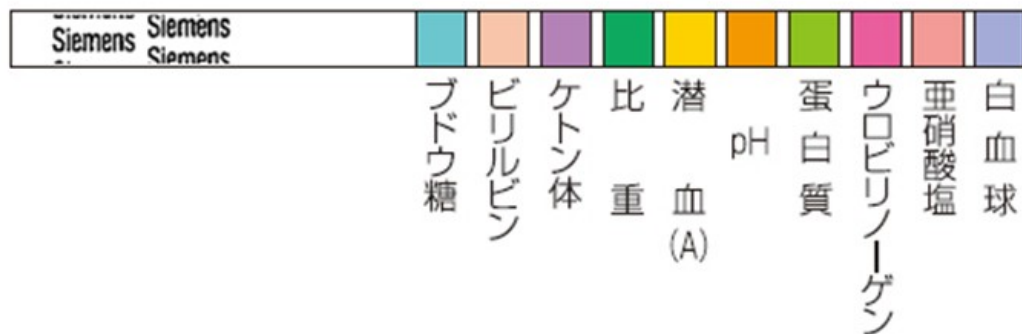 Siemens
Siemens
Siemens
ブドウ糖
ビリルビン
ケトン体
比重
潜血(A)
pH
蛋白質
ウロビリノーゲン
亜硝酸塩
白血球